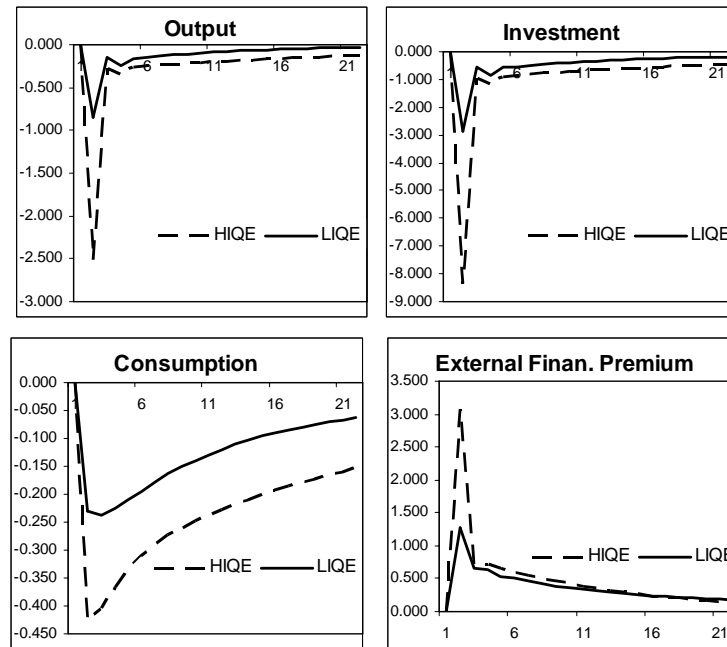 Output
0.000
-0.500
-1.000
-1.500
-2.000
-2.500
-3.000
1 6 11 16 21
HIQE LIQE
Investment
0.000
-1.000
-2.000
-3.000
-4.000
-5.000
-6.000
-7.000
-8.000
-9.000
1 6 11 16 21
HIQE LIQE
Consumption
0.000
-0.050
-0.100
-0.150
-0.200
-0.250
-0.300
-0.350
-0.400
-0.450
1 6 11 16 21
HIQE LIQE
External Finan. Premium
3.500
3.000
2.500
2.000
1.500
1.000
0.500
0.000
1 6 11 16 21
HIQE LIQE